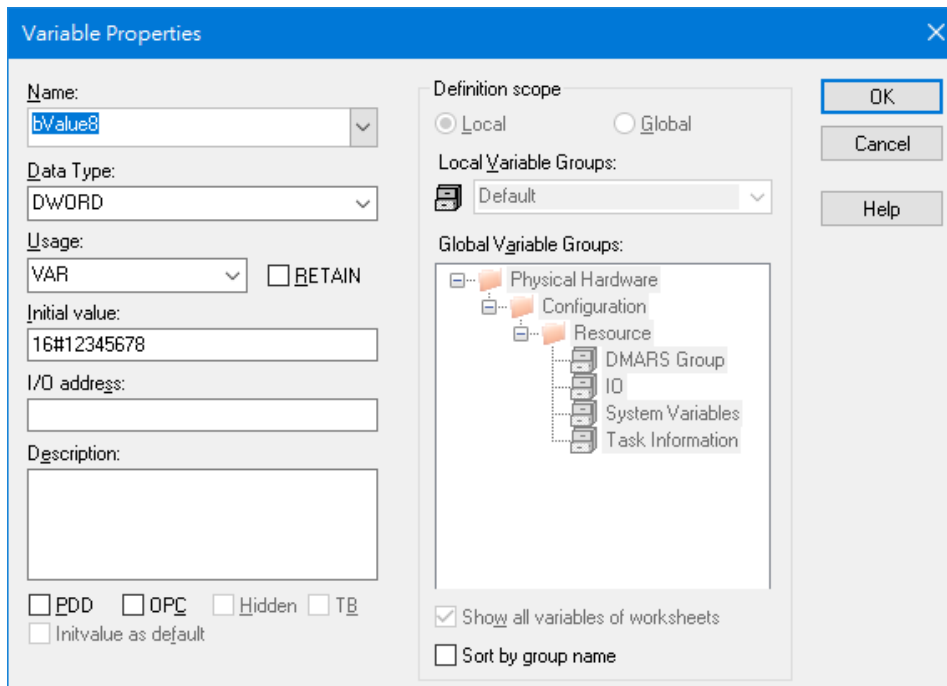 Variable Properties
Name:
bValue8
Data Type:
DWORD
Usage:
VAR
RETAIN
Initial value:
16#12345678
I/O address:
Description:
PDD
OPC
Hidden
TB
Initvalue as default
Definition scope
Local
Global
Local Variable Groups:
Default
Global Variable Groups:
Physical Hardware
Configuration
Resource
DMARS Group
IO
System Variables
Task Information
Show all variables of worksheets
Sort by group name
OK
Cancel
Help